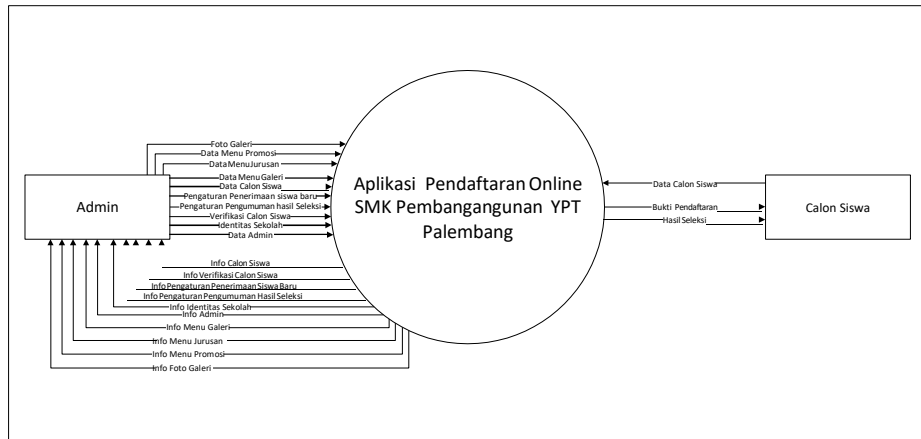 Foto Galeri
Data Menu Promosi
Data Menu Jurusan
Data Menu Galeri
Data Calon Siswa
Pengaturan Penerimaan siswa baru
Pengaturan Pengumuman hasil Seleksi
Verifikasi Calon Siswa
Identitas Sekolah
Data Admin
Admin
Aplikasi Pendaftaran Online
SMK Pembangangunan YPT
Palembang
Data Calon Siswa
Bukti Pendaftaran
Hasil Seleksi
Calon Siswa
Info Calon Siswa
Info Verifikasi Calon Siswa
Info Pengaturan Penerimaan Siswa Baru
Info Pengaturan Pengumuman Hasil Seleksi
Info Identitas Sekolah
Info Admin
Info Menu Galeri
Info Menu Jurusan
Info Menu Promosi
Info Foto Galeri